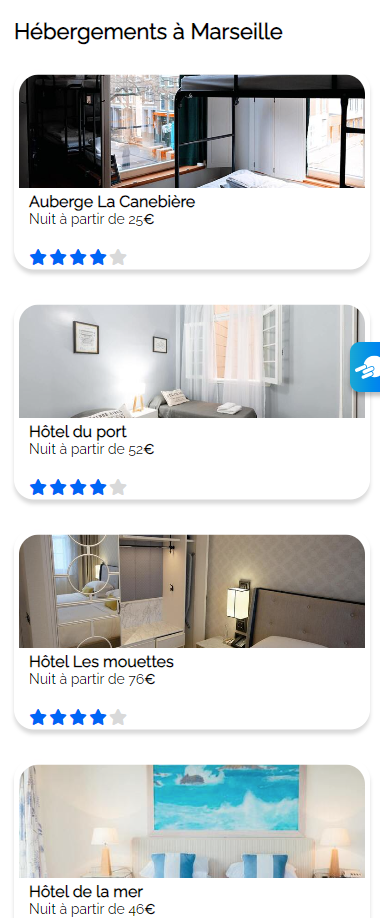 Hébergements à Marseille
Auberge La Canebière
Nuit à partir de 25€
Hôtel du port
Nuit à partir de 52€
Hôtel Les mouettes
Nuit à partir de 76€
Hôtel de la mer
Nuit à partir de 46€